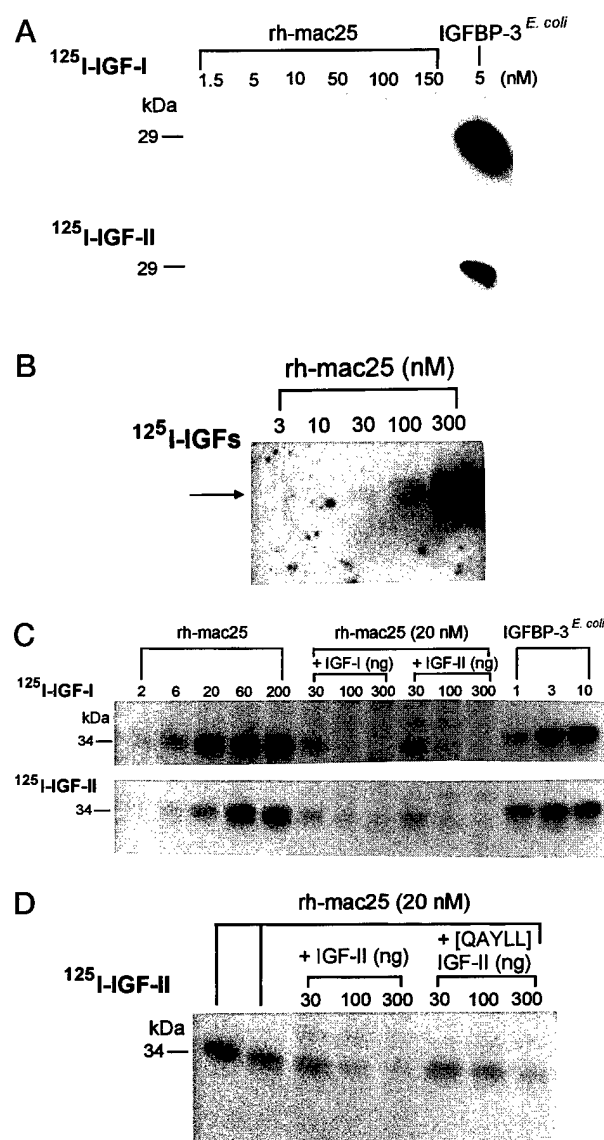 A
rh-mac25 IGFBP-3 E. coli
125I-IGF-I
1.5 5 10 50 100 150 5 (nM)
kDa
29
125I-IGF-II
29
B
rh-mac25 (nM)
3 10 30 100 300
125I-IGFs
C
rh-mac25 rh-mac25 (20 nM) IGFBP-3 E. coli
+ IGF-I (ng) + IGF-II (ng)
125I-IGF-I
2 6 20 60 200 30 100 300 30 100 300 1 3 10
kDa
34
125I-IGF-II
34
D
rh-mac25 (20 nM)
+ IGF-II (ng) + [QAYLL] IGF-II (ng)
125I-IGF-II
30 100 300 30 100 300
kDa
34